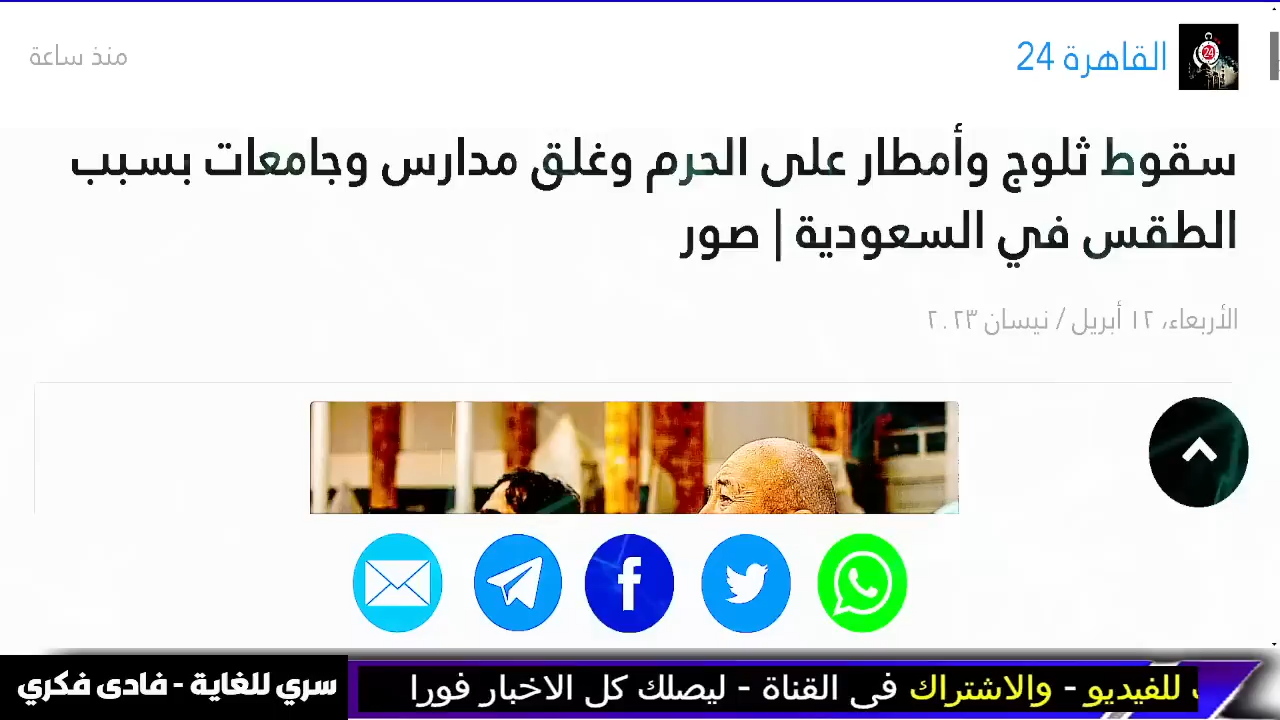 القاهرة 24
منذ ساعة
سقوط ثلوج وأمطار على الحرم وغلق مدارس وجامعات بسبب
الطقس في السعودية | صور
الأربعاء، ١٢ أبريل / نيسان ٢٠٢٣
للفيديو - والاشتراك فى القناة - ليصلك كل الاخبار فورا
سري للغاية - فادى فكري